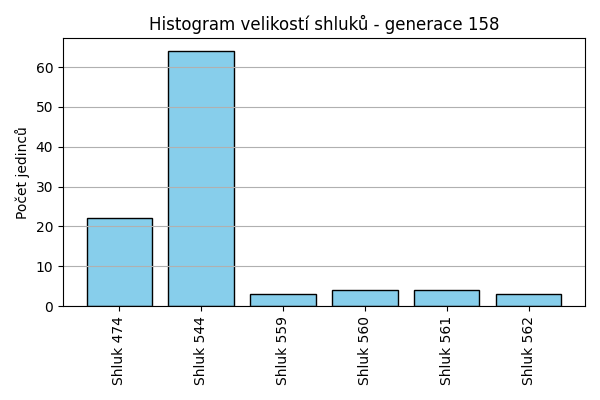 Histogram velikostí shluků - generace 158
Počet jedinců
60
50
40
30
20
10
0
Shluk 474
Shluk 544
Shluk 559
Shluk 560
Shluk 561
Shluk 562